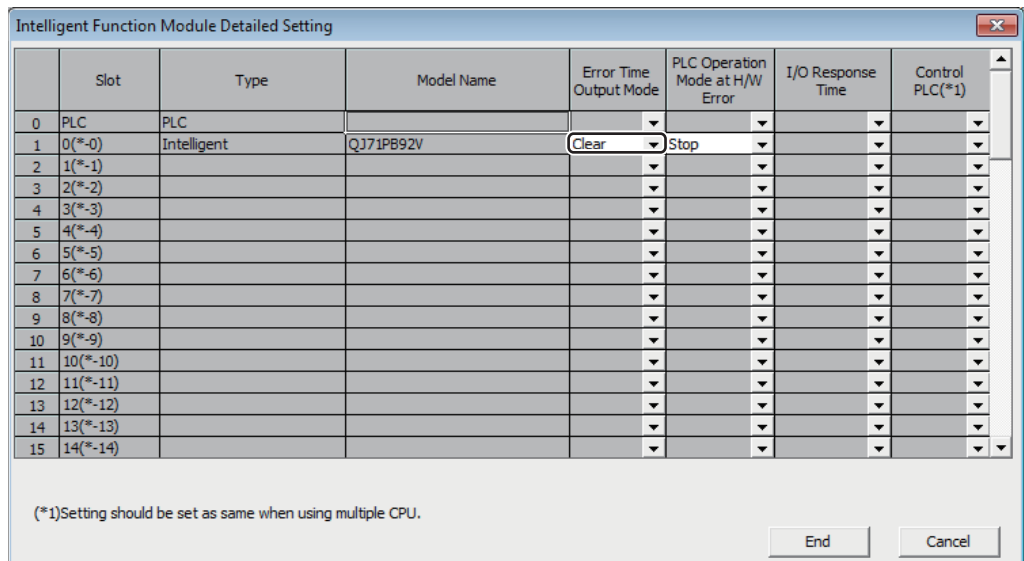 Intelligent Function Module Detailed Setting
Slot Type Model Name Error Time Output Mode PLC Operation Mode at H/W Error I/O Response Time Control PLC(*1)
0 PLC PLC
1 0(*-0) Intelligent QJ71PB92V Clear Stop
2 1(*-1)
3 2(*-2)
4 3(*-3)
5 4(*-4)
6 5(*-5)
7 6(*-6)
8 7(*-7)
9 8(*-8)
10 9(*-9)
11 10(*-10)
12 11(*-11)
13 12(*-12)
14 13(*-13)
15 14(*-14)
(*1)Setting should be set as same when using multiple CPU.
End Cancel